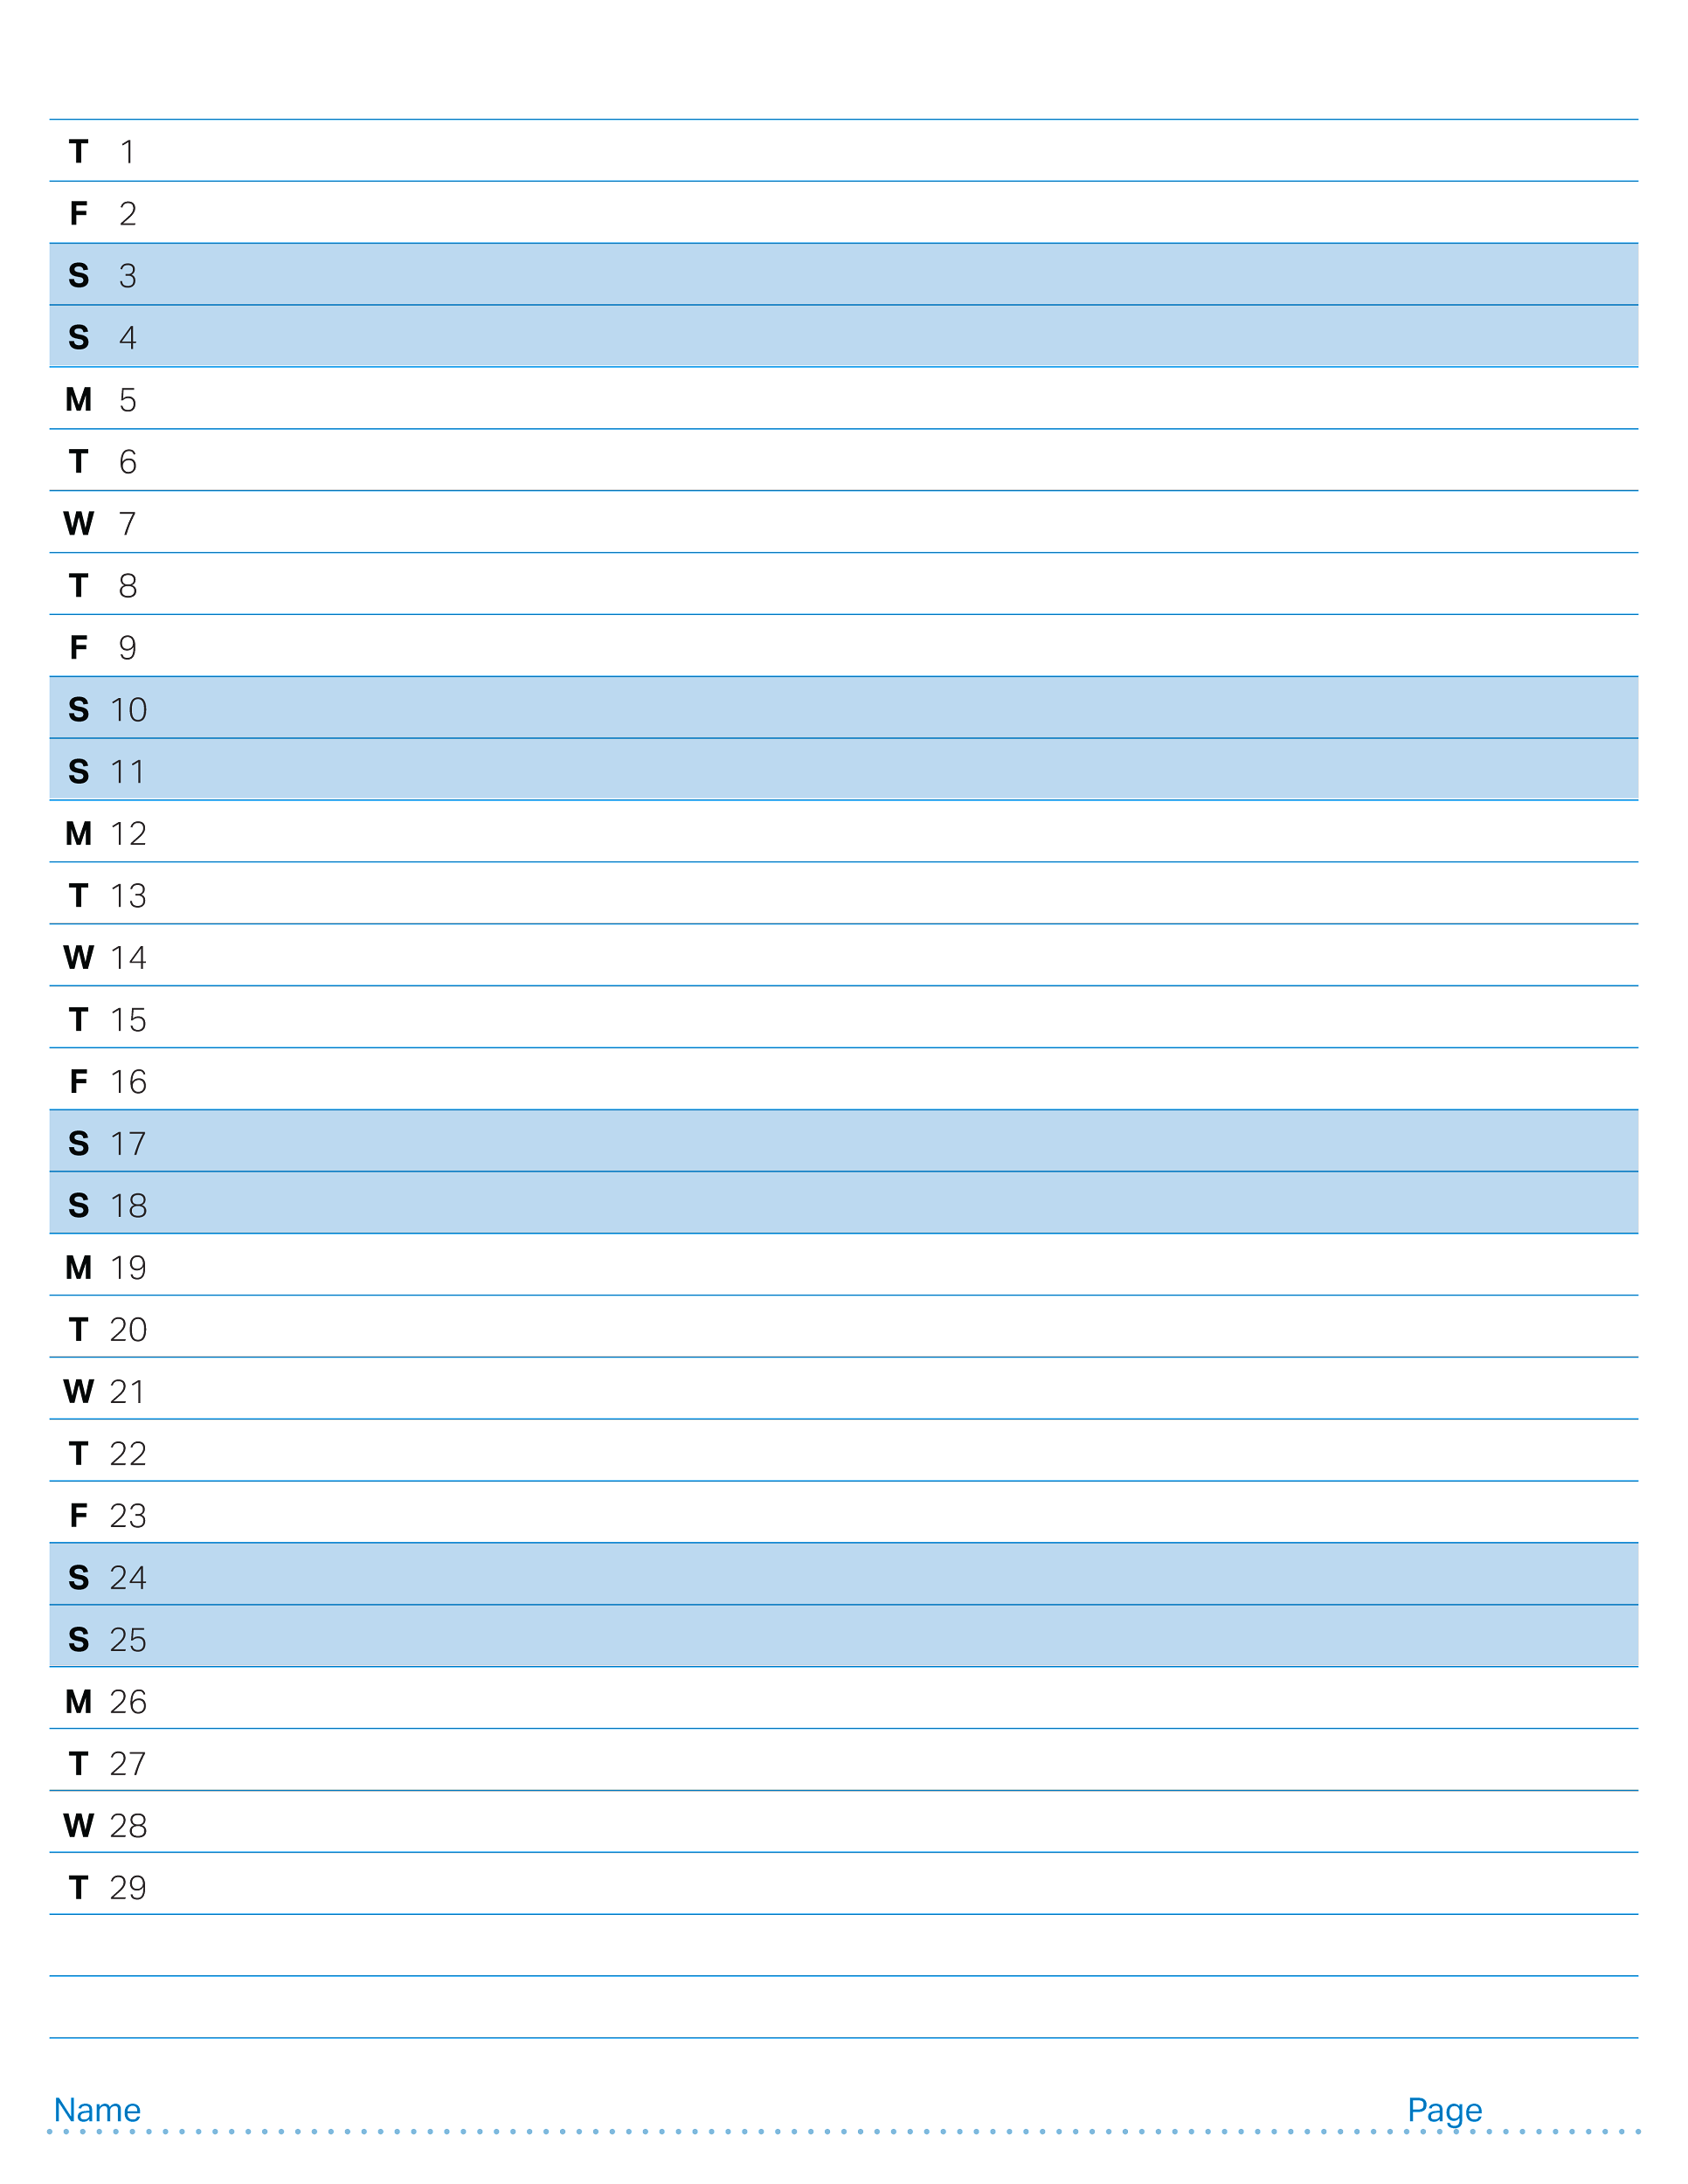 T 1
F 2
S 3
S 4
M 5
T 6
W 7
T 8
F 9
S 10
S 11
M 12
T 13
W 14
T 15
F 16
S 17
S 18
M 19
T 20
W 21
T 22
F 23
S 24
S 25
M 26
T 27
W 28
T 29
Name Page